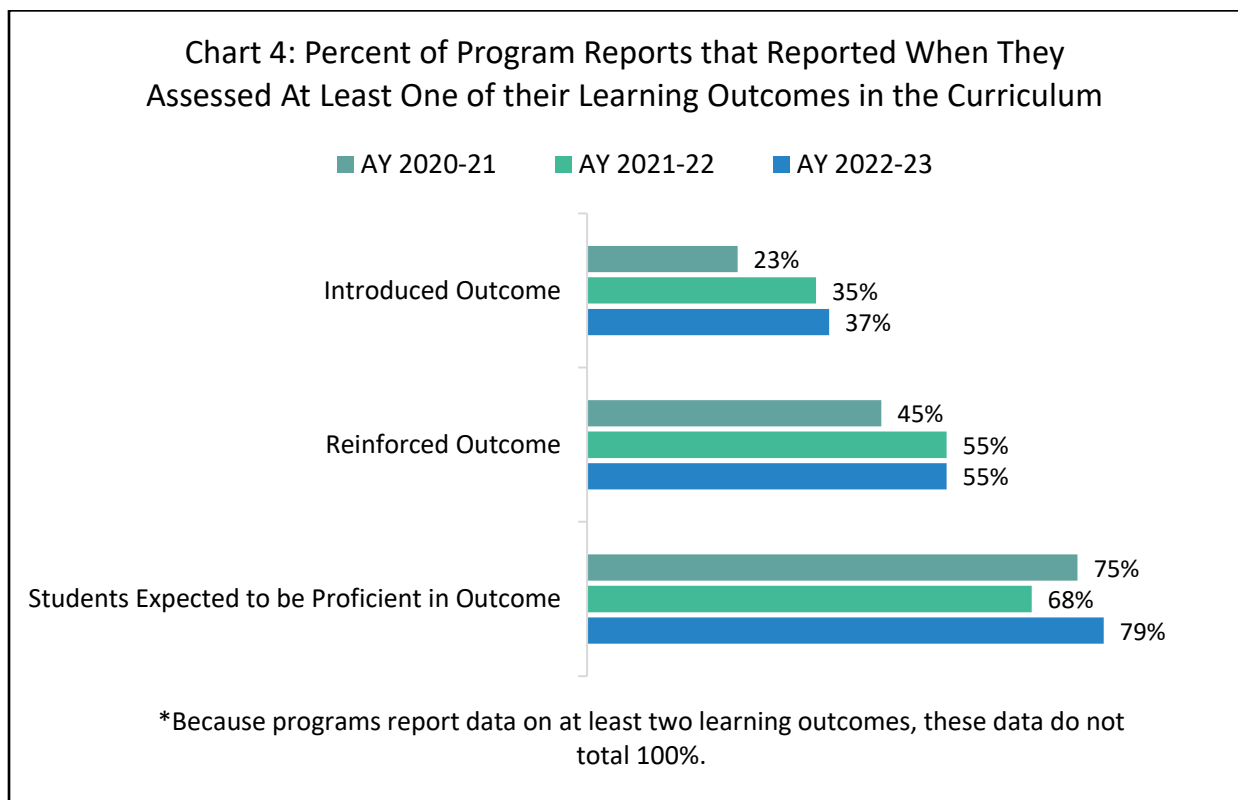 Chart 4: Percent of Program Reports that Reported When They
Assessed At Least One of their Learning Outcomes in the Curriculum
AY 2020-21 AY 2021-22 AY 2022-23
23%
Introduced Outcome 35%
37%
45%
Reinforced Outcome 55%
55%
75%
Students Expected to be Proficient in Outcome 68%
79%
*Because programs report data on at least two learning outcomes, these data do not
total 100%.